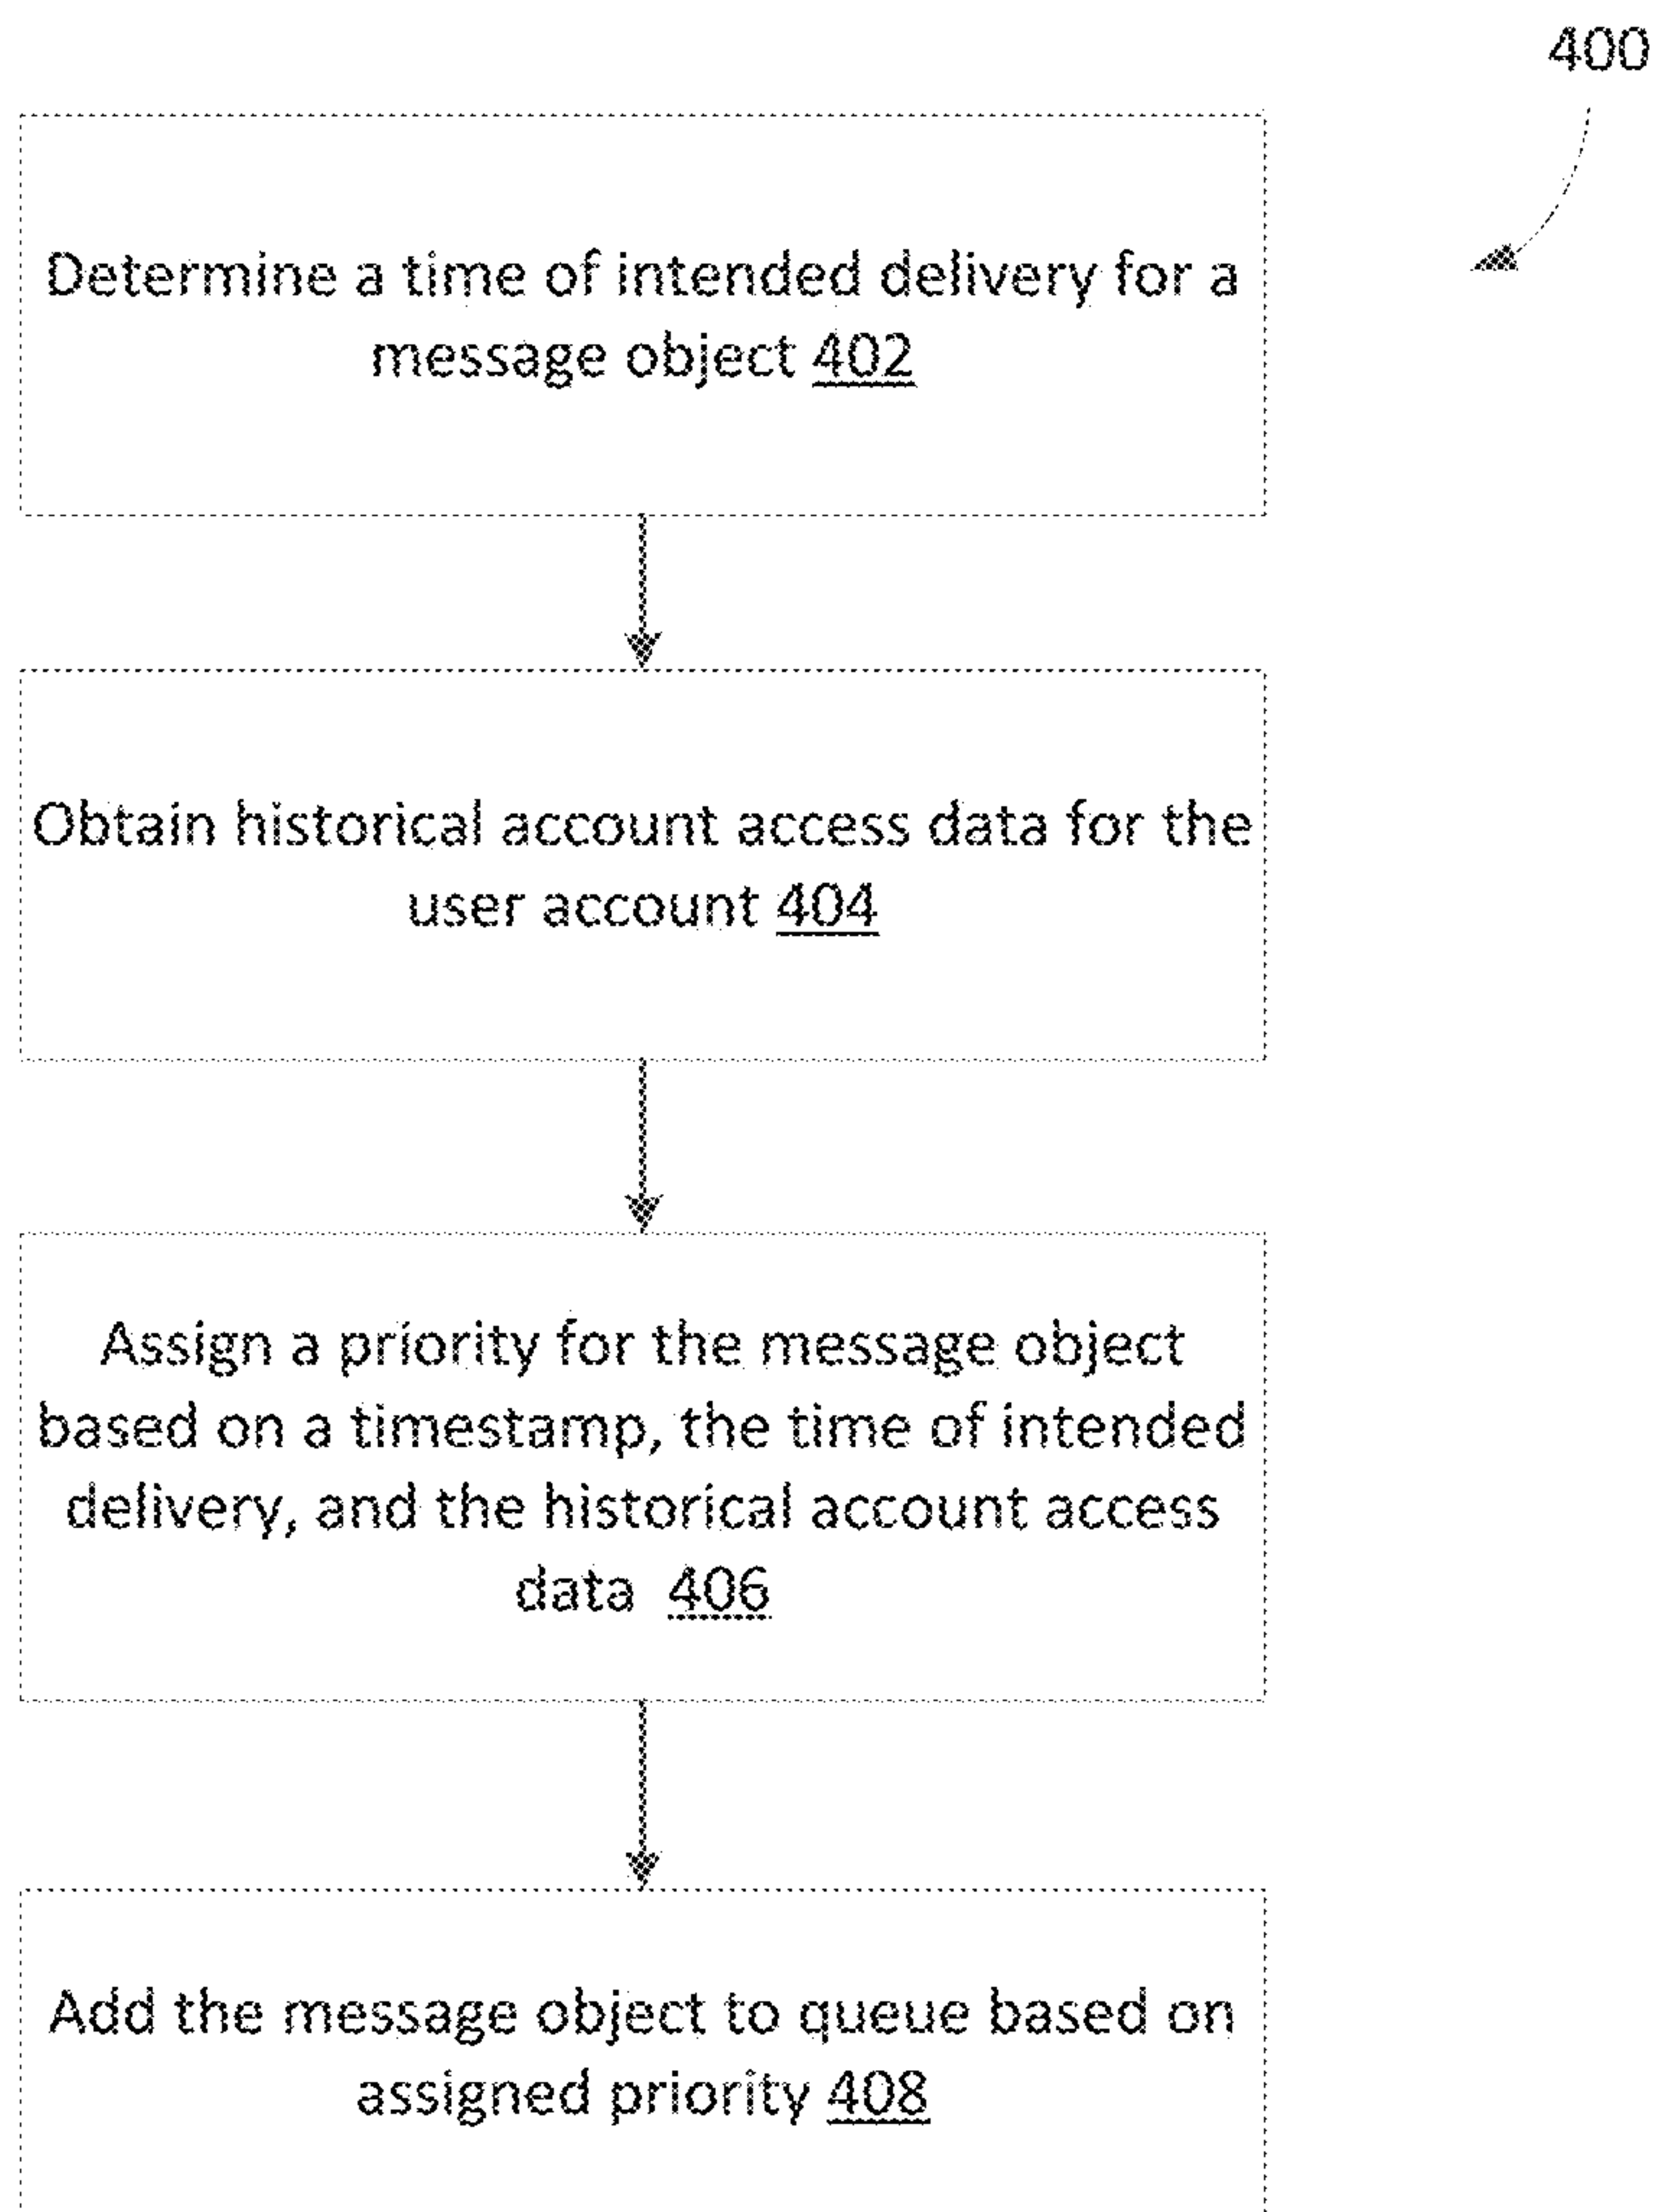 400
Determine a time of intended delivery for a
message object 402
Obtain historical account access data for the
user account 404
Assign a priority for the message object
based on a timestamp, the time of intended
delivery, and the historical account access
data 406
Add the message object to queue based on
assigned priority 408